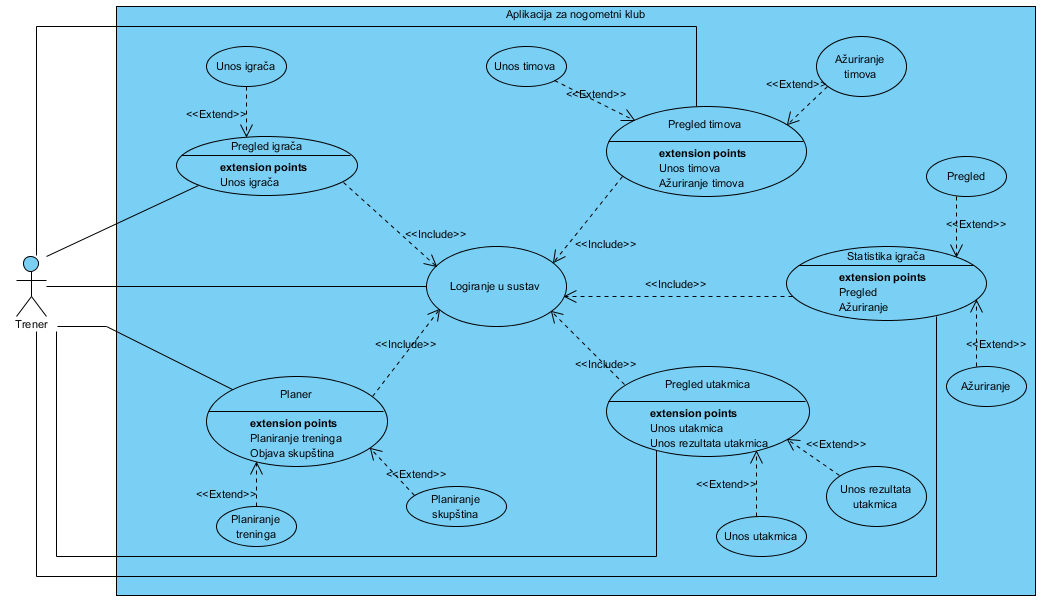 Aplikacija za nogometni klub
Unos igrača
<<Extend>>
Pregled igrača
extension points
Unos igrača
Unos timova
<<Extend>>
Ažuriranje
timova
<<Extend>>
Pregled timova
extension points
Unos timova
Ažuriranje timova
Pregled
<<Extend>>
Statistika igrača
extension points
Pregled
Ažuriranje
<<Extend>>
Ažuriranje
<<Include>>
<<Include>>
<<Include>>
Logiranje u sustav
Trener
<<Include>>
<<Include>>
Planer
extension points
Planiranje treninga
Objava skupština
<<Extend>>
<<Extend>>
Planiranje
treninga
Planiranje
skupština
Pregled utakmica
extension points
Unos utakmica
Unos rezultata utakmica
<<Extend>>
<<Extend>>
Unos rezultata
utakmica
Unos utakmica